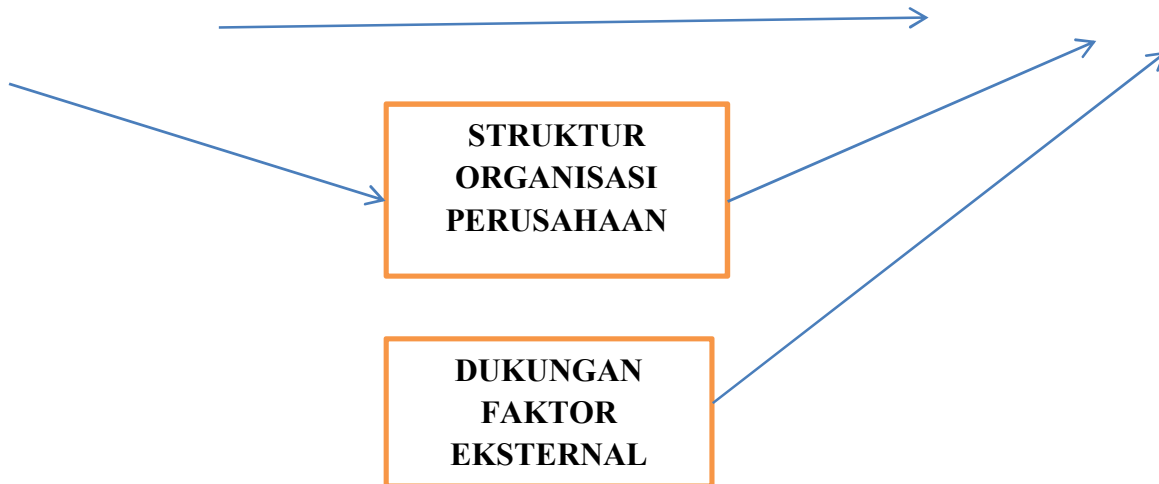 STRUKTUR
ORGANISASI
PERUSAHAAN
DUKUNGAN
FAKTOR
EKSTERNAL